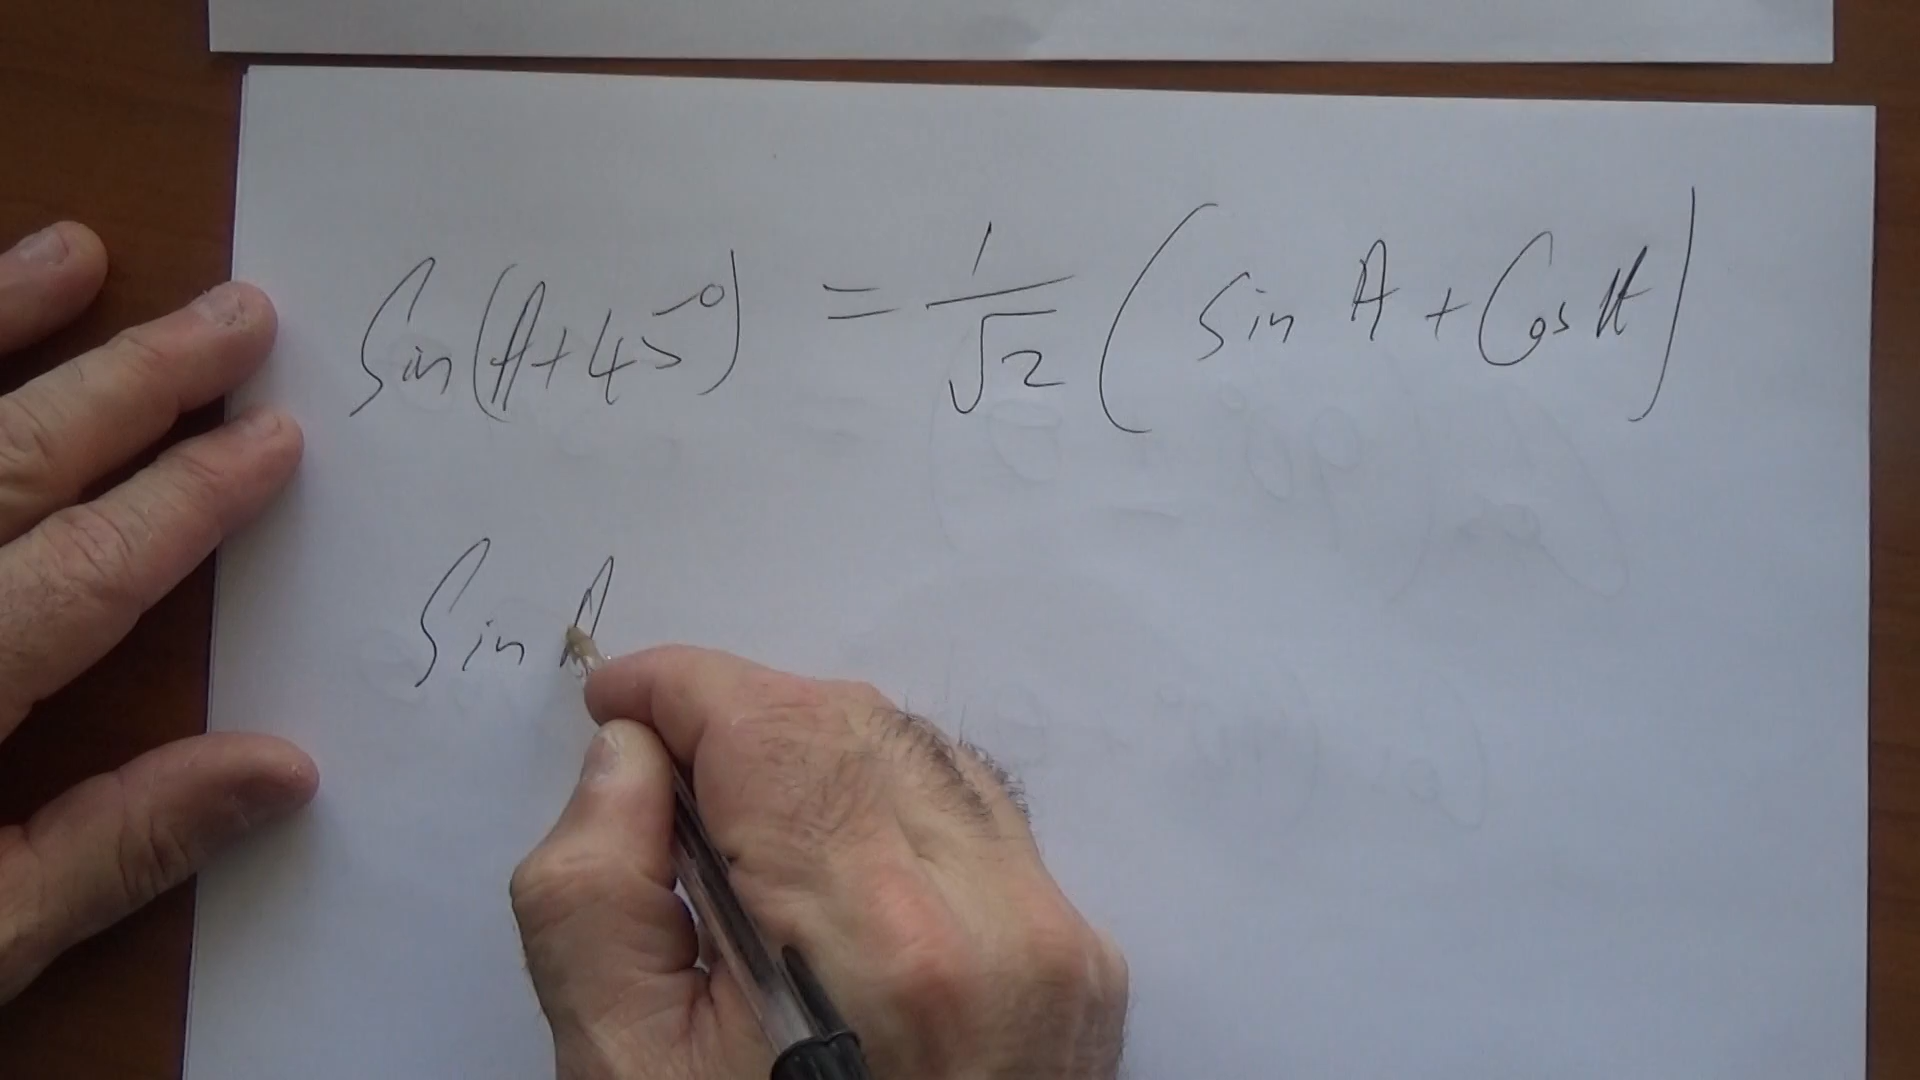 Sin(A+45°) = 1/√2 (Sin A + Cos A)
Sin A